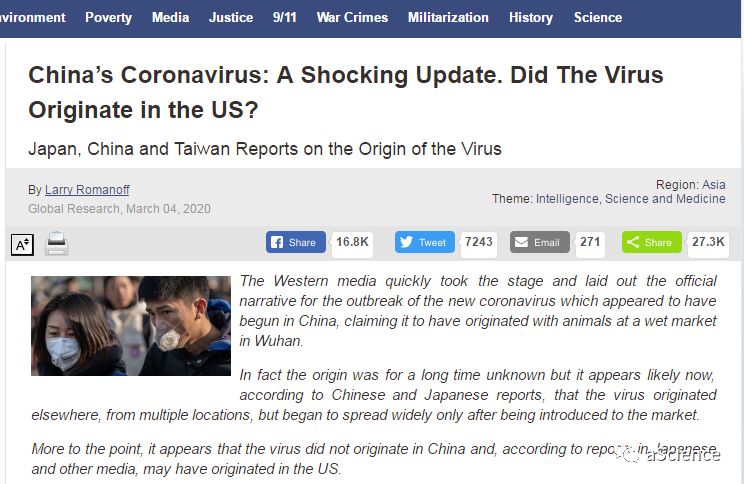 vironment Poverty Media Justice 9/11 War Crimes Militarization History Science
China’s Coronavirus: A Shocking Update. Did The Virus
Originate in the US?
Japan, China and Taiwan Reports on the Origin of the Virus
By Larry Romanoff
Global Research, March 04, 2020
Region: Asia
Theme: Intelligence, Science and Medicine
A
Share 16.8K Tweet 7243 Email 271 Share 27.3K
The Western media quickly took the stage and laid out the official
narrative for the outbreak of the new coronavirus which appeared to have
begun in China, claiming it to have originated with animals at a wet market
in Wuhan.
In fact the origin was for a long time unknown but it appears likely now,
according to Chinese and Japanese reports, that the virus originated
elsewhere, from multiple locations, but began to spread widely only after being introduced to the market.
More to the point, it appears that the virus did not originate in China and, according to reports in Japanese
and other media, may have originated in the US.
aScience